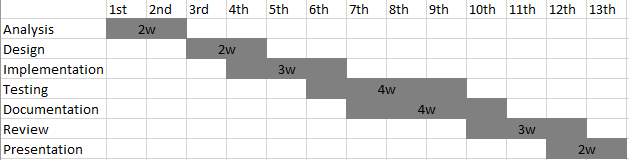 1st 2nd 3rd 4th 5th 6th 7th 8th 9th 10th 11th 12th 13th
Analysis 2w
Design 2w
Implementation 3w
Testing 4w
Documentation 4w
Review 3w
Presentation 2w